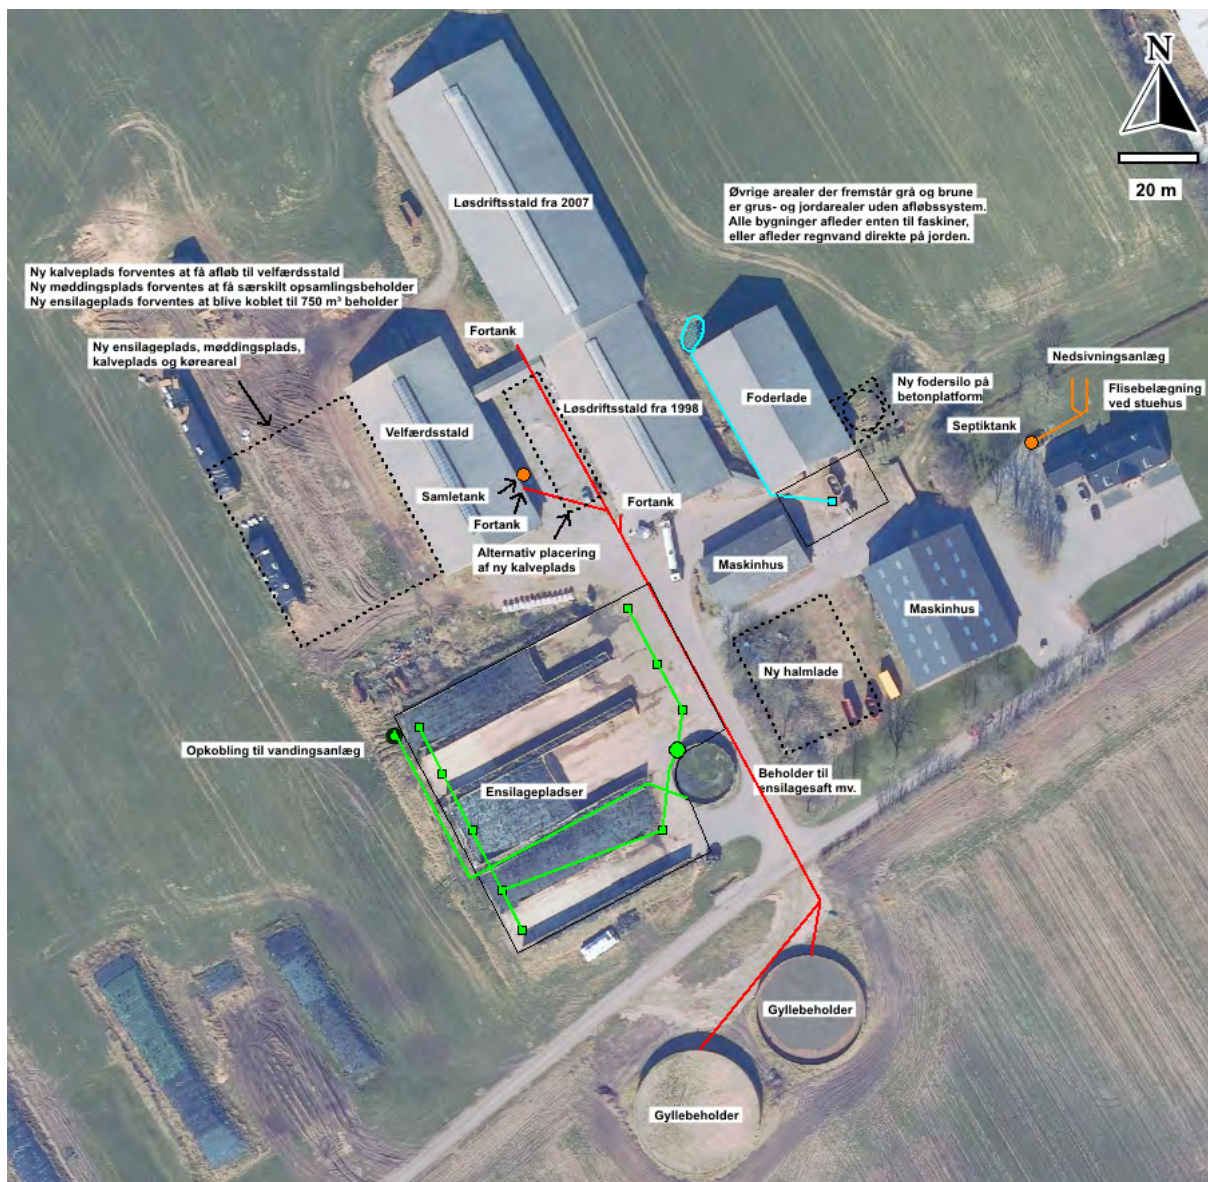 N
20 m
Løsdriftsstald fra 2007
Øvrige arealer der fremstår grå og brune
er grus- og jordarealer uden afløbssystem.
Alle bygninger afleder enten til faskiner,
eller afleder regnvand direkte på jorden.
Ny kalveplads forventes at få afløb til velfærdsstald
Ny møddingsplads forventes at få særskilt opsamlingsbeholder
Ny ensilageplads forventes at blive koblet til 750 m³ beholder
Ny ensilageplads, møddingsplads,
kalveplads og køreareal
Fortank
Nedsivningsanlæg
Ny fodersilo på
betonplatform
Flisebelægning
ved stuehus
Foderlade
Løsdriftsstald fra 1998
Velfærdsstald
Septiktank
Samletank
Fortank
Fortank
Alternativ placering
af ny kalveplads
Maskinhus
Maskinhus
Ny halmlade
Opkobling til vandingsanlæg
Beholder til
ensilagesaft mv.
Ensilagepladser
Gyllebeholder
Gyllebeholder